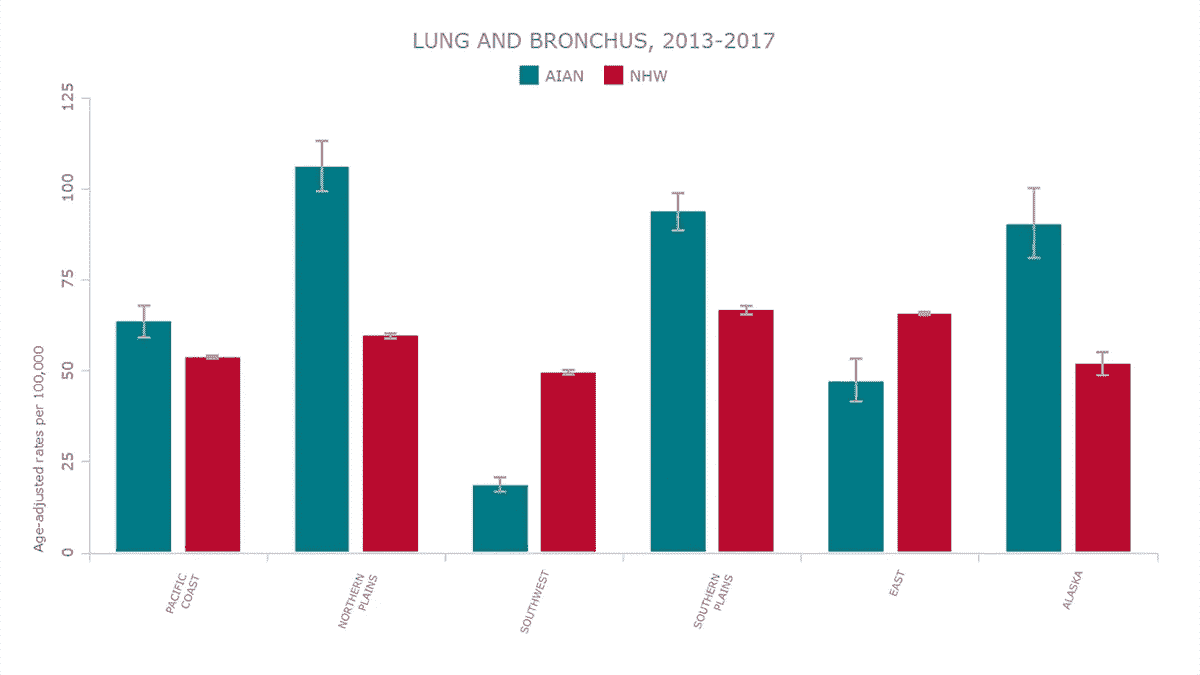 LUNG AND BRONCHUS, 2013-2017
AIAN NHW
125
100
75
50
25
0
Age-adjusted rates per 100,000
PACIFIC
COAST
NORTHERN
PLAINS
SOUTHWEST
SOUTHERN
PLAINS
EAST
ALASKA